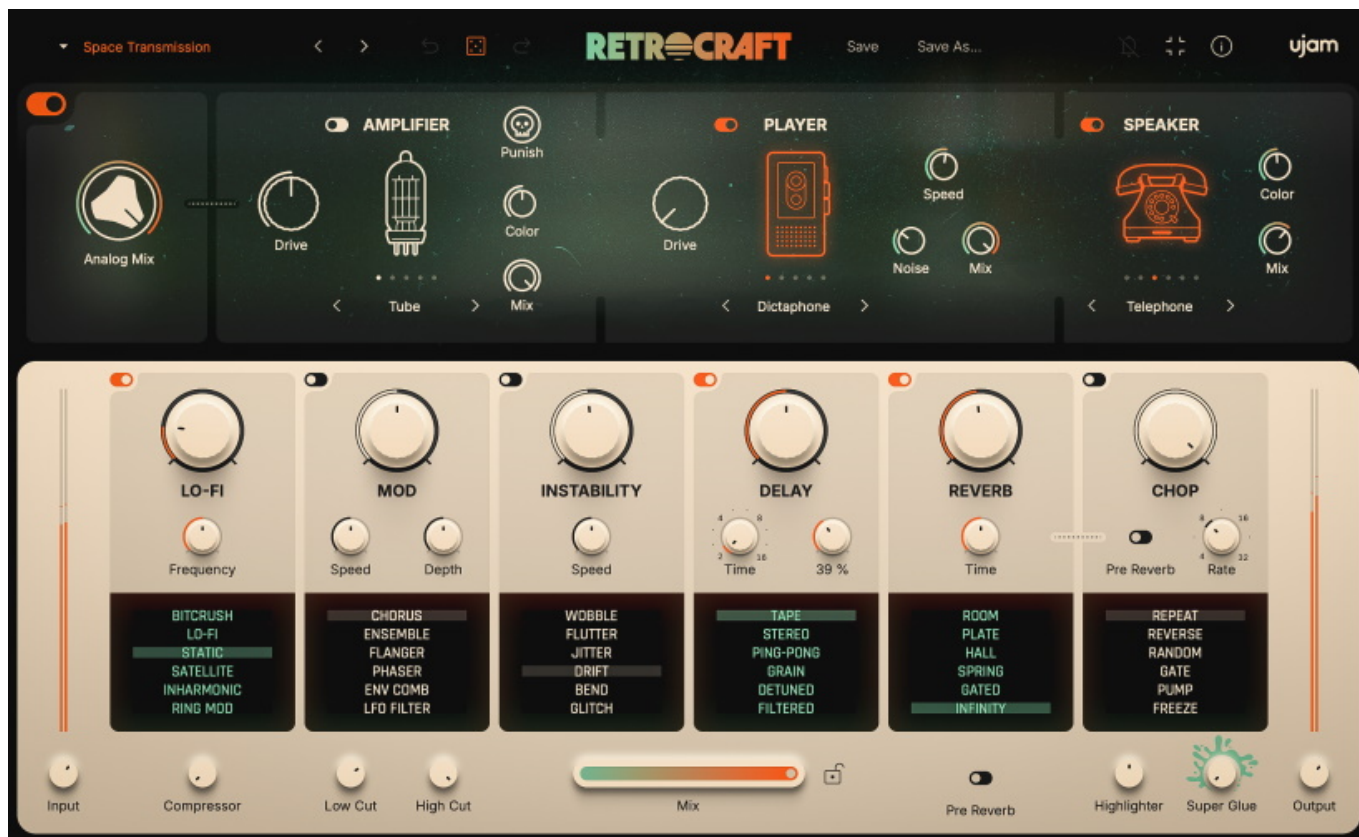 Space Transmission
RETROCRAFT
Save
Save As...
ujam
AMPLIFIER
PLAYER
SPEAKER
Punish
Speed
Color
Color
Drive
Drive
Analog Mix
Noise
Mix
Mix
Mix
Tube
Dictaphone
Telephone
LO-FI
MOD
INSTABILITY
DELAY
REVERB
CHOP
4 8
2 16
8 16
4 32
Frequency
Speed
Depth
Speed
Time
39 %
Time
Pre Reverb
Rate
BITCRUSH
LO-FI
STATIC
SATELLITE
INHARMONIC
RING MOD
CHORUS
ENSEMBLE
FLANGER
PHASER
ENV COMB
LFO FILTER
WOBBLE
FLUTTER
JITTER
DRIFT
BEND
GLITCH
TAPE
STEREO
PING-PONG
GRAIN
DETUNED
FILTERED
ROOM
PLATE
HALL
SPRING
GATED
INFINITY
REPEAT
REVERSE
RANDOM
GATE
PUMP
FREEZE
Input
Compressor
Low Cut
High Cut
Mix
Pre Reverb
Highlighter
Super Glue
Output